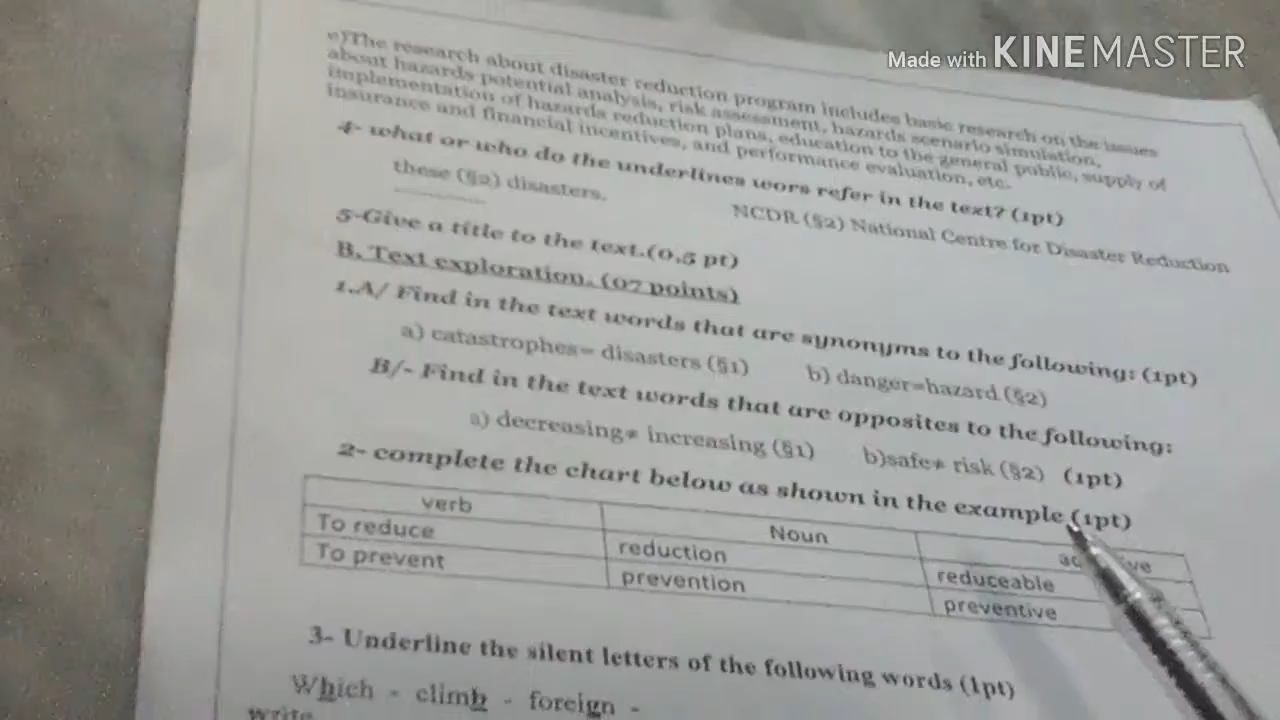 Made with KINEMASTER
e)The research about disaster reduction program includes basic research on the issues
about hazards potential analysis, risk assessment, hazards scenario simulation,
implementation of hazards reduction plans, education to the general public, supply of
insurance and financial incentives, and performance evaluation, etc.
4- what or who do the underlines wors refer in the text? (1pt)
these (§2) disasters. NCDR (§2) National Centre for Disaster Reduction
5-Give a title to the text.(0,5 pt)
B. Text exploration. (07 points)
1.A/ Find in the text words that are synonyms to the following: (1pt)
a) catastrophes= disasters (§1) b) danger=hazard (§2)
B/- Find in the text words that are opposites to the following:
a) decreasing≠ increasing (§1) b)safe≠ risk (§2) (1pt)
2- complete the chart below as shown in the example (1pt)
verb Noun
To reduce reduction reduceable
To prevent prevention preventive
3- Underline the silent letters of the following words (1pt)
Which - climb - foreign -
write